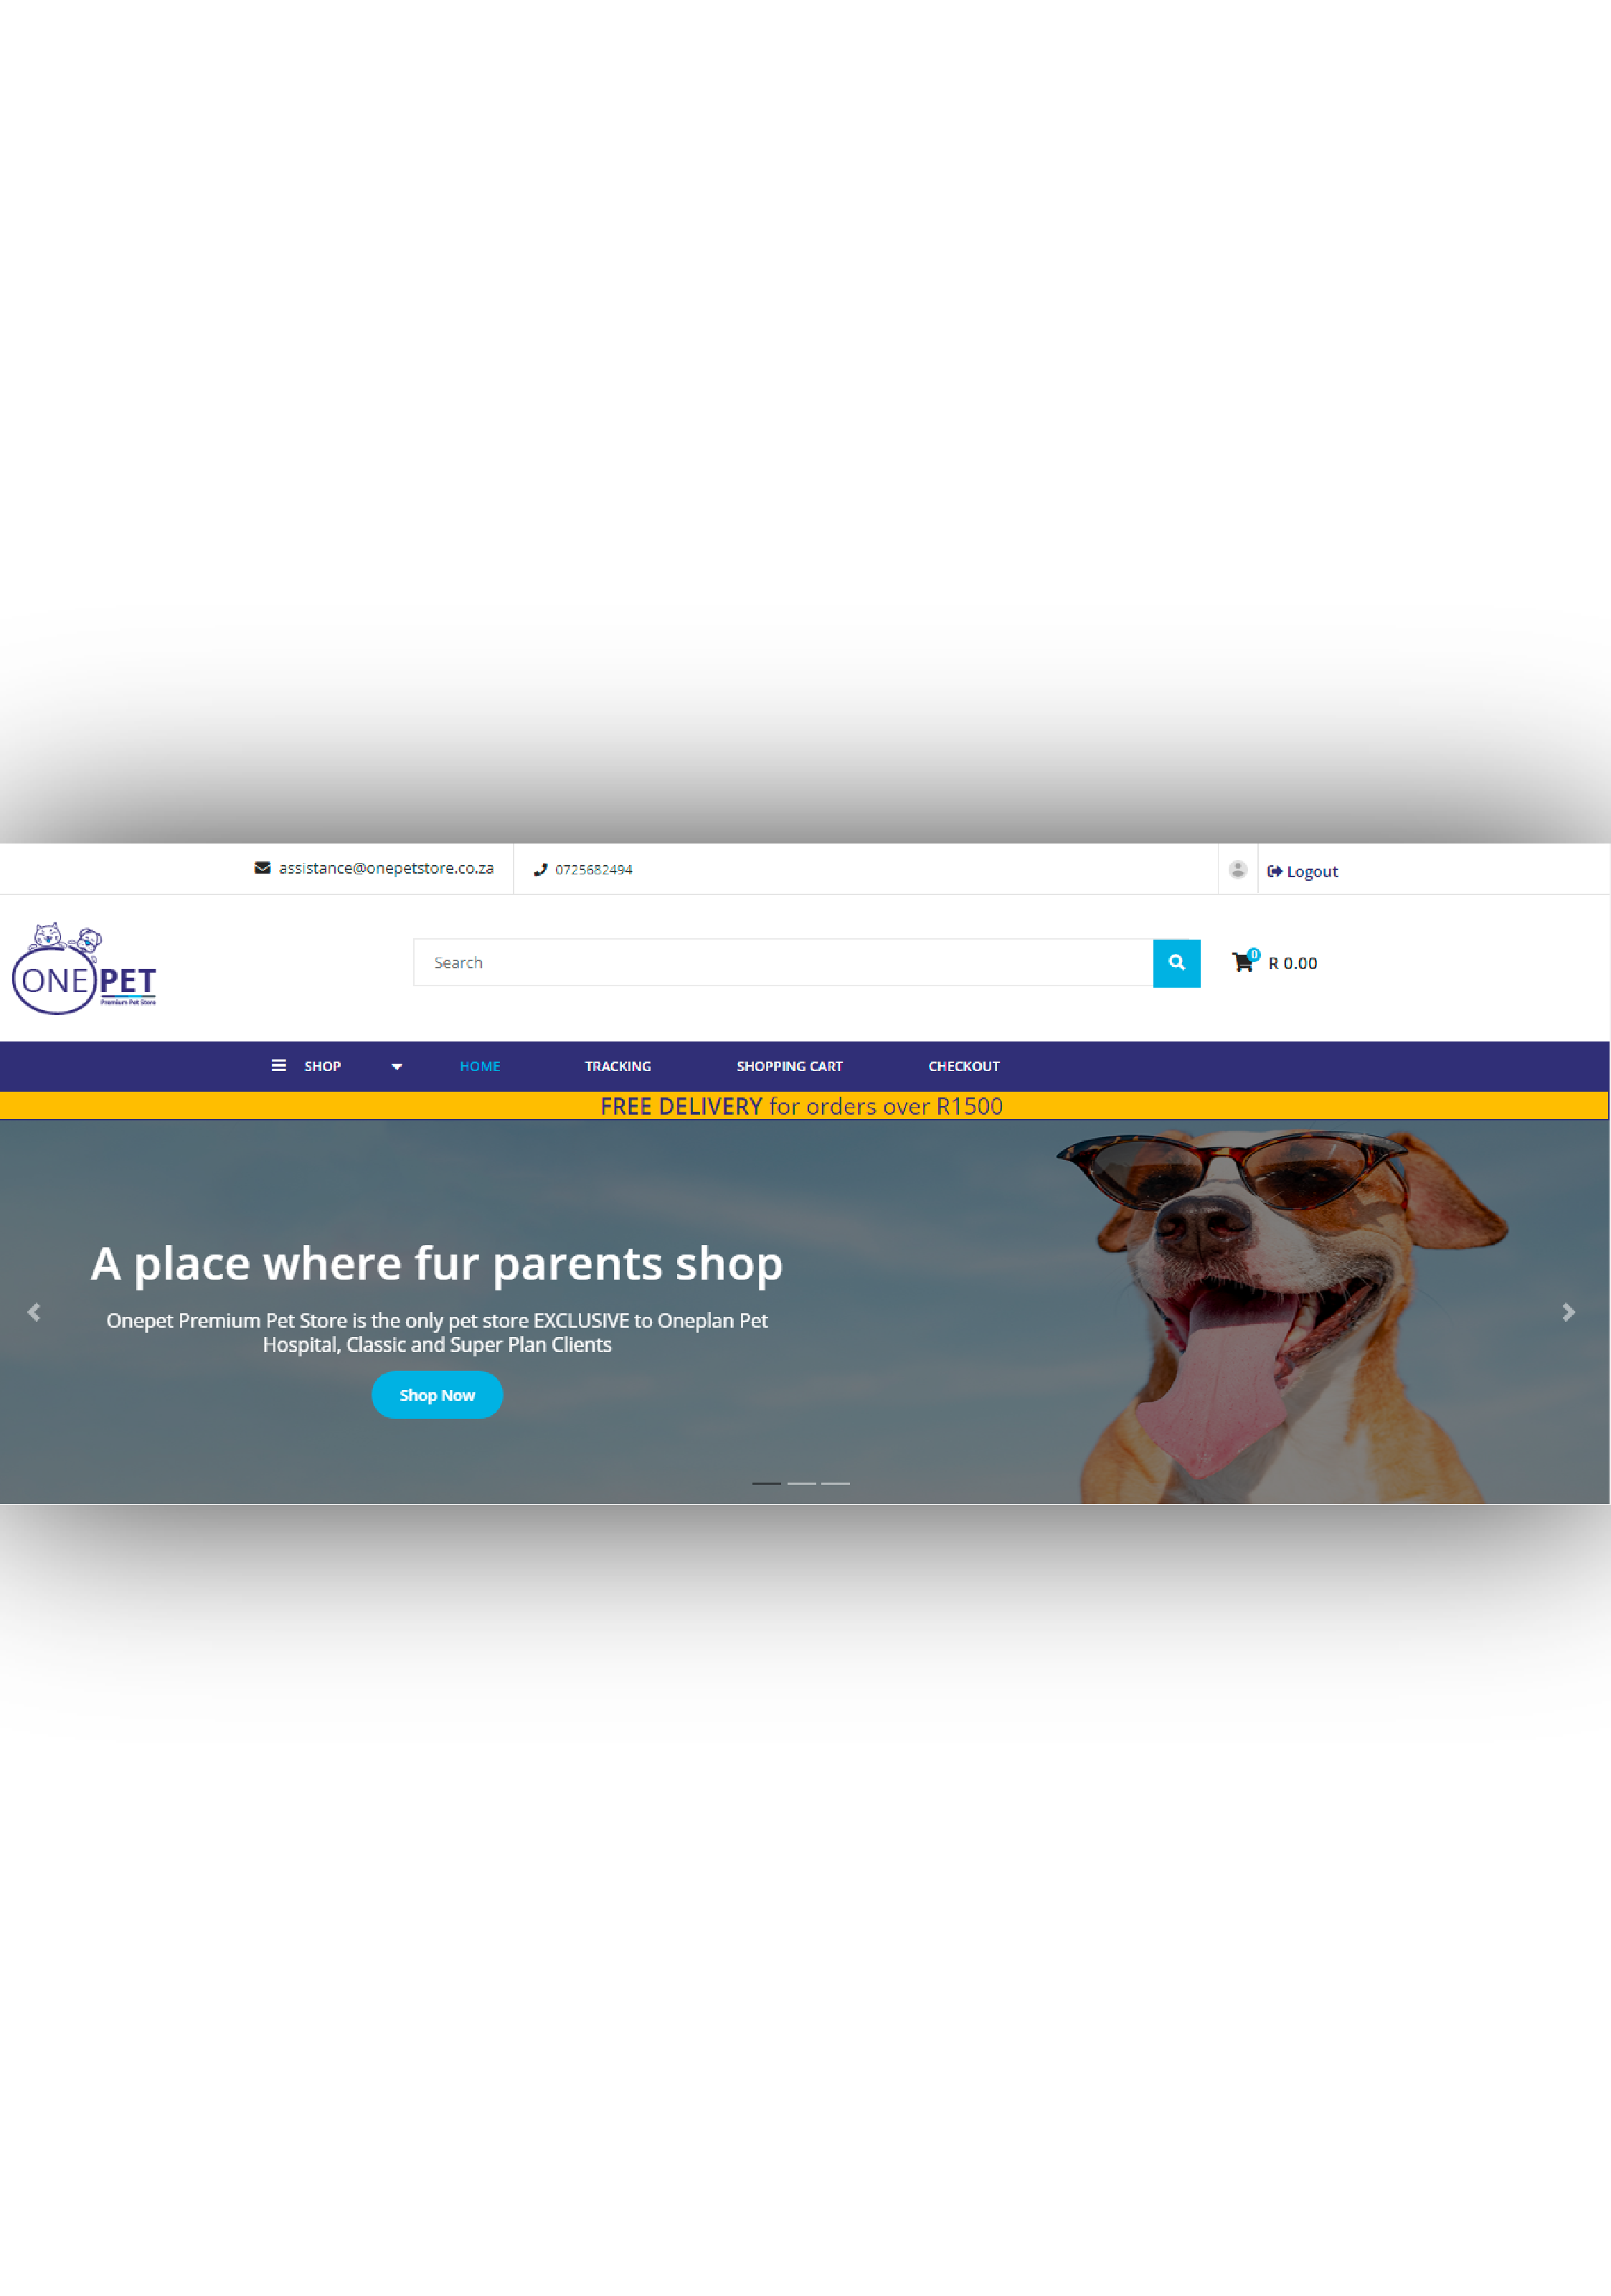 assistance@onepetstore.co.za
0725682494
Logout
ONE PET
Premium Pet Store
Search
0
R 0.00
SHOP
HOME
TRACKING
SHOPPING CART
CHECKOUT
FREE DELIVERY for orders over R1500
A place where fur parents shop
Onepet Premium Pet Store is the only pet store EXCLUSIVE to Oneplan Pet
Hospital, Classic and Super Plan Clients
Shop Now